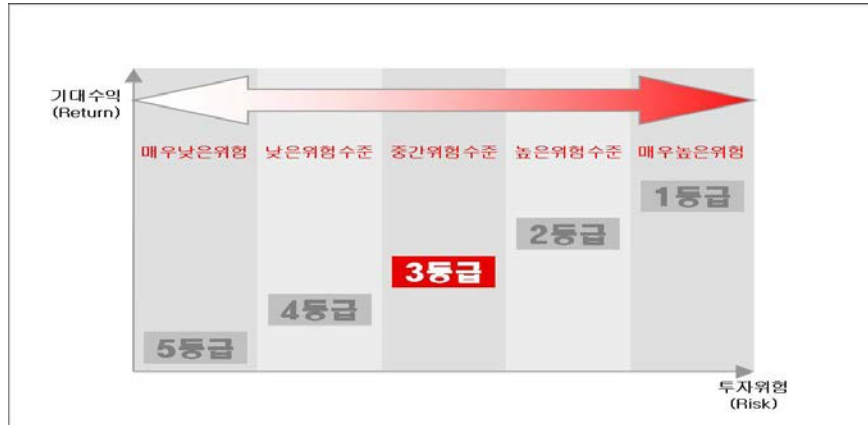 기대수익
(Return)
매우낮은위험 낮은위험수준 중간위험수준 높은위험수준 매우높은위험
1등급
2등급
3등급
4등급
5등급
투자위험
(Risk)